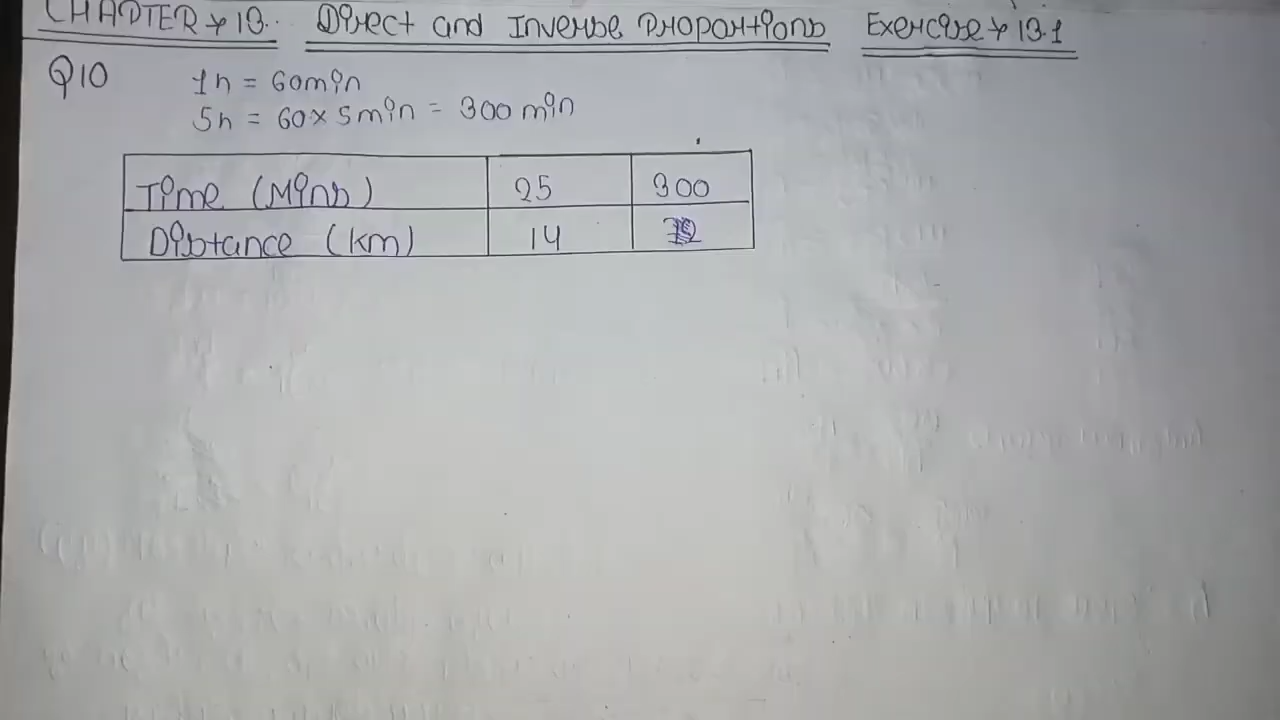 CHAPTER → 13. Direct and Inverse Proportions Exercise → 13.1
Q10
1h = 60min
5h = 60 × 5min = 300 min
Time (Mins) 25 300
Distance (km) 14